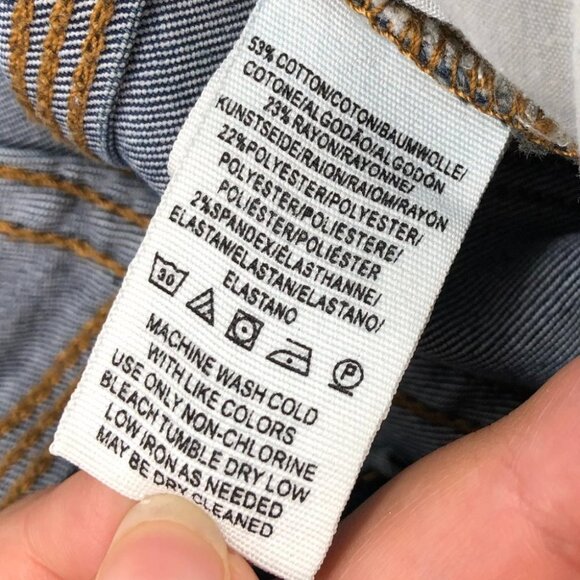 53% COTTON/COTON/BAUMWOLLE/
COTONE/ALGODÃO/ALGODON
23% RAYON/RAYONNE/
KUNSTSEIDE/RAION/RAIOM/RAYÓN
22%POLYESTER/POLYESTER/
POLYESTER/POLIESTERE/
POLIÉSTER/POLIÉSTER
2%SPANDEX/ÉLASTHANNE/
ELASTAN/ELASTAN/ELASTANO/
ELASTANO
30 P
MACHINE WASH COLD
WITH LIKE COLORS
USE ONLY NON-CHLORINE
BLEACH TUMBLE DRY LOW
LOW IRON AS NEEDED
MAY BE DRY CLEANED